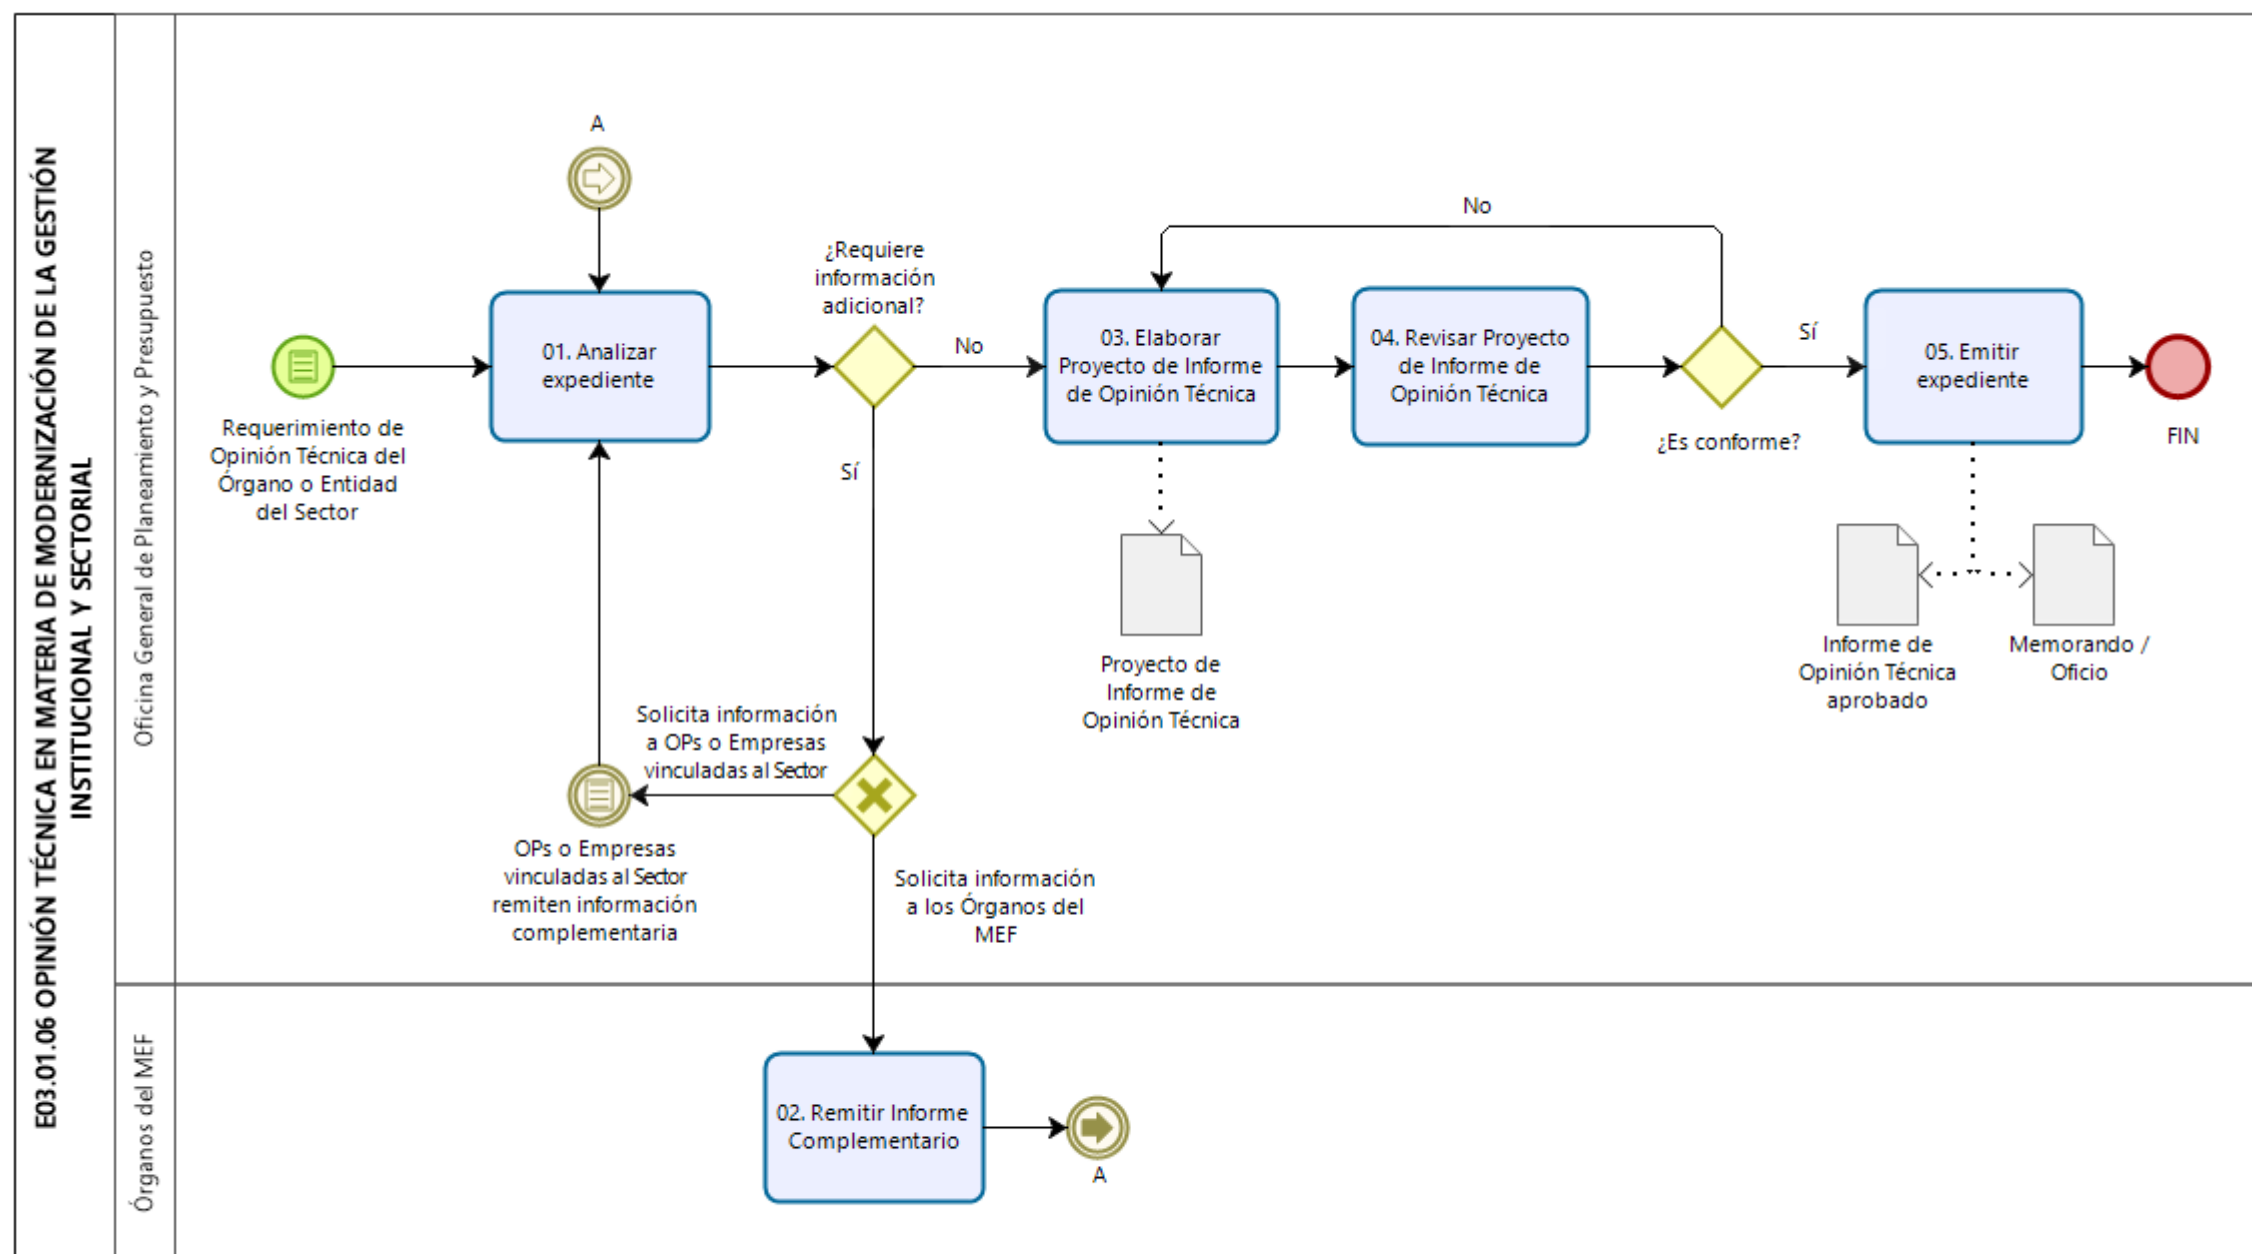 E03.01.06 OPINIÓN TÉCNICA EN MATERIA DE MODERNIZACIÓN DE LA GESTIÓN
INSTITUCIONAL Y SECTORIAL
Oficina General de Planeamiento y Presupuesto
A
Requerimiento de
Opinión Técnica del
Órgano o Entidad
del Sector
01. Analizar
expediente
¿Requiere
información
adicional?
No
Sí
03. Elaborar
Proyecto de Informe
de Opinión Técnica
Proyecto de
Informe de
Opinión Técnica
04. Revisar Proyecto
de Informe de
Opinión Técnica
No
¿Es conforme?
Sí
05. Emitir
expediente
FIN
Informe de
Opinión Técnica
aprobado
Memorando /
Oficio
Solicita información
a OPs o Empresas
vinculadas al Sector
OPs o Empresas
vinculadas al Sector
remiten información
complementaria
Solicita información
a los Órganos del
MEF
Órganos del MEF
02. Remitir Informe
Complementario
A